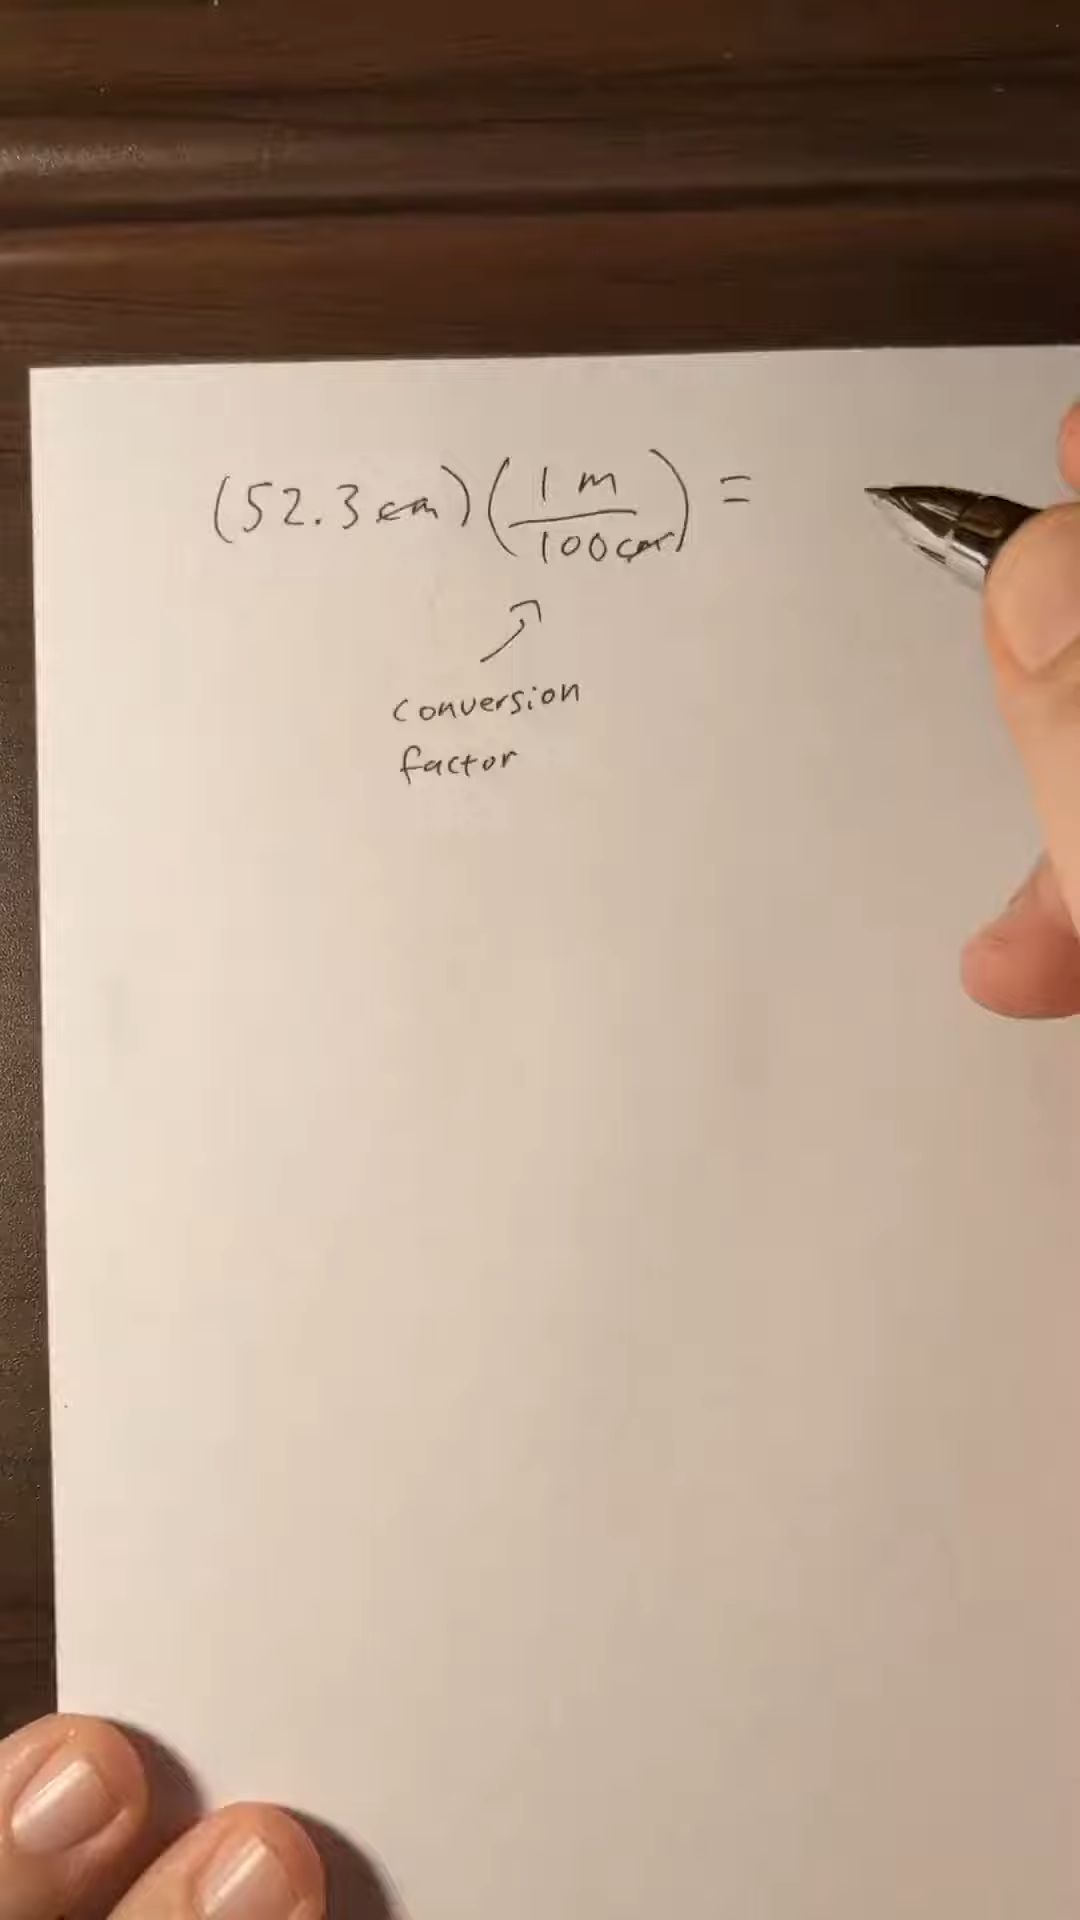 (52.3 cm) (1 m / 100 cm) =
conversion
factor